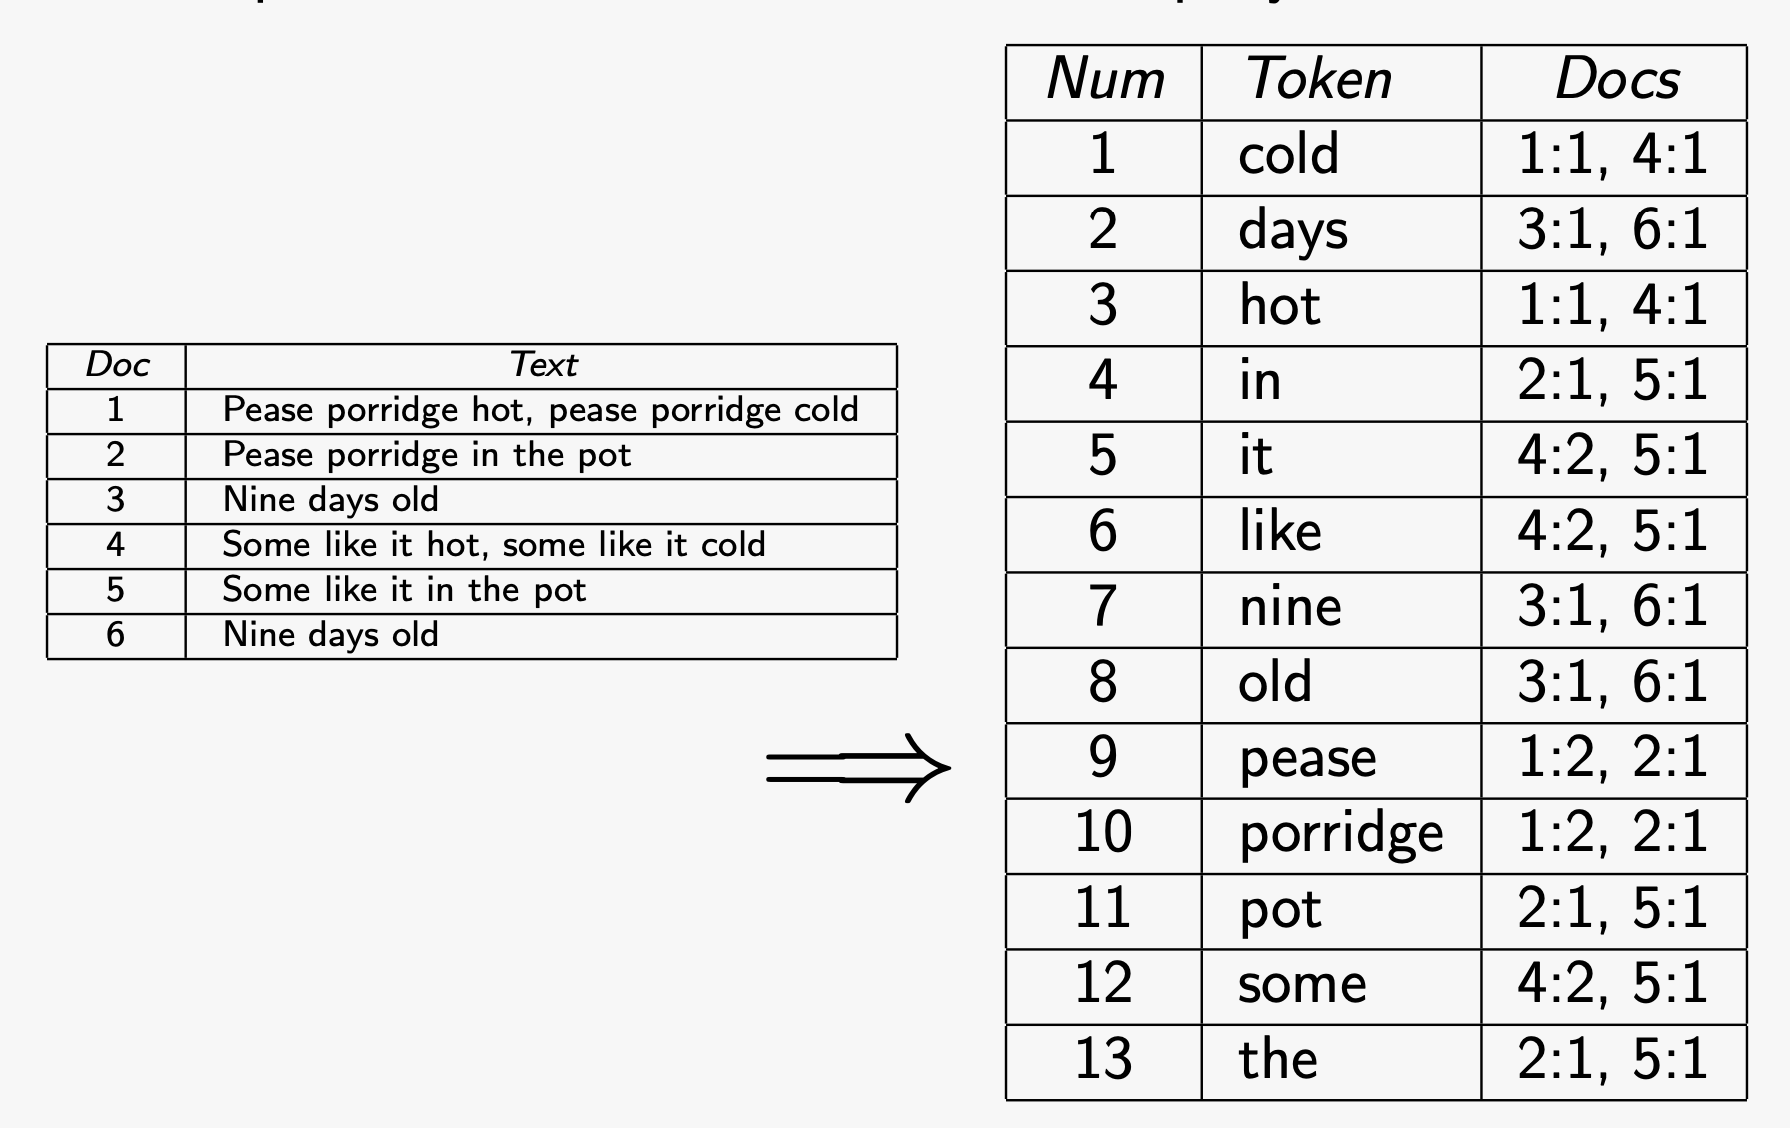 Doc Text
1 Pease porridge hot, pease porridge cold
2 Pease porridge in the pot
3 Nine days old
4 Some like it hot, some like it cold
5 Some like it in the pot
6 Nine days old
Num Token Docs
1 cold 1:1, 4:1
2 days 3:1, 6:1
3 hot 1:1, 4:1
4 in 2:1, 5:1
5 it 4:2, 5:1
6 like 4:2, 5:1
7 nine 3:1, 6:1
8 old 3:1, 6:1
9 pease 1:2, 2:1
10 porridge 1:2, 2:1
11 pot 2:1, 5:1
12 some 4:2, 5:1
13 the 2:1, 5:1